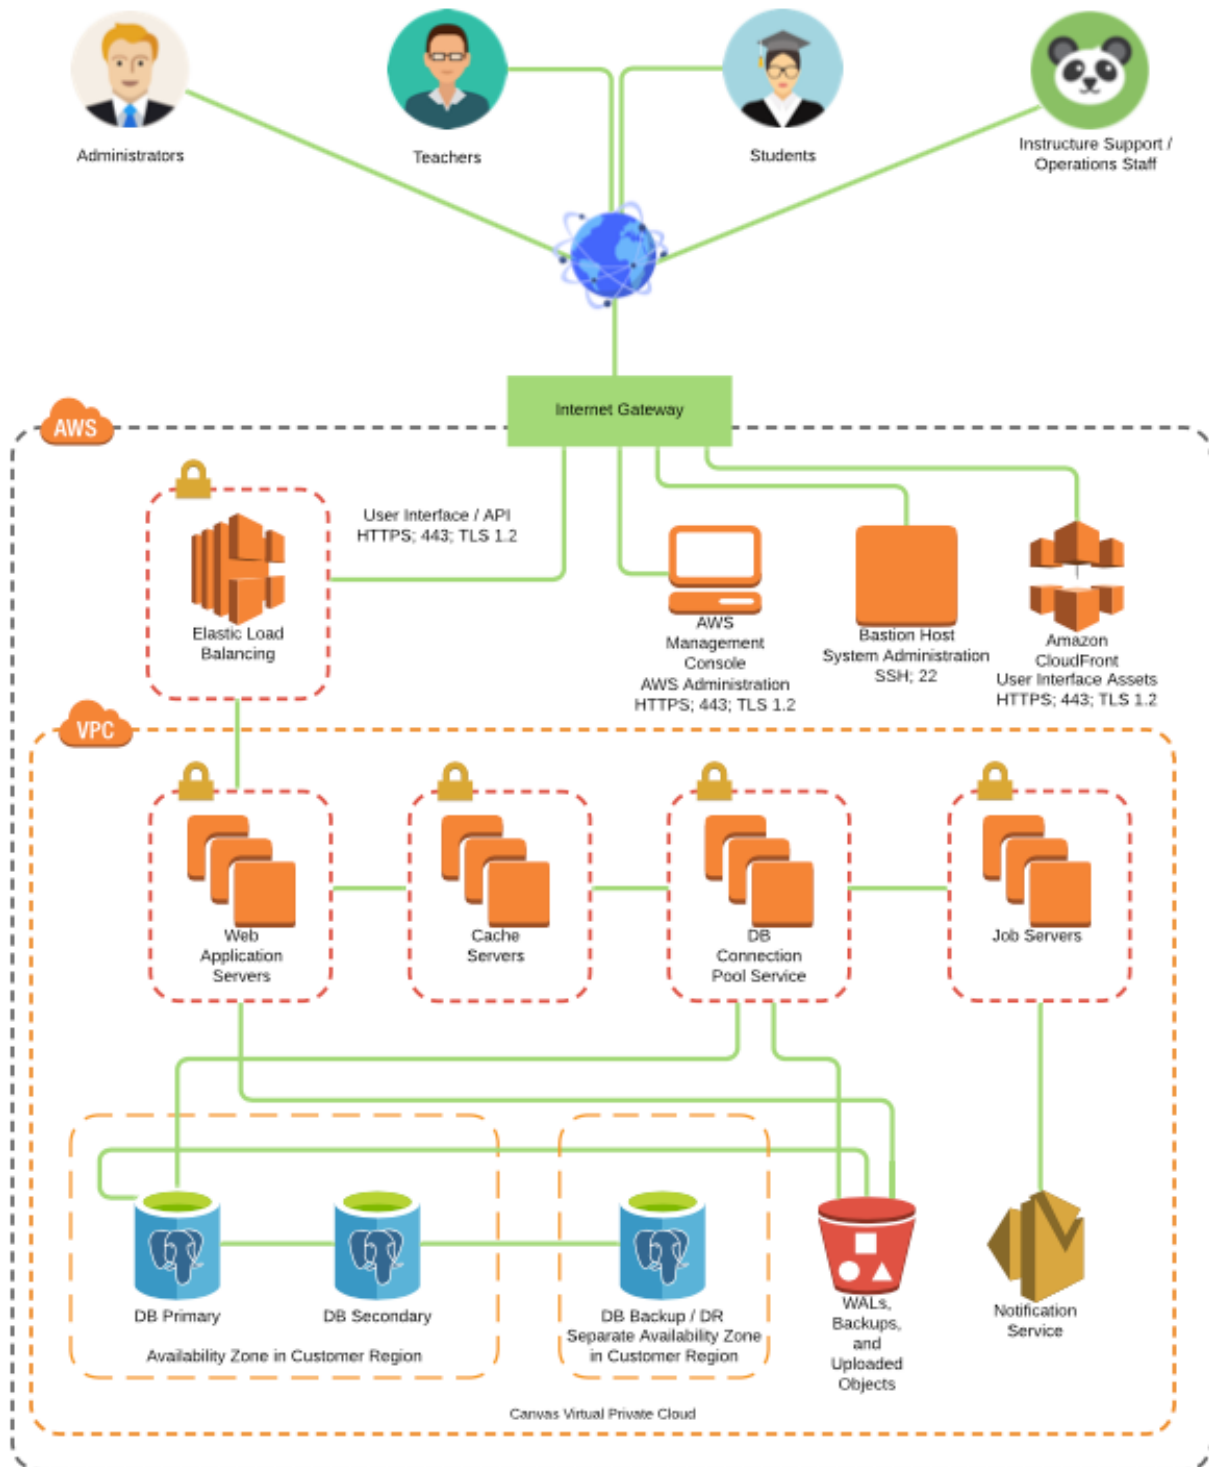 Administrators
Teachers
Students
Instructure Support /
Operations Staff
Internet Gateway
AWS
User Interface / API
HTTPS; 443; TLS 1.2
Elastic Load
Balancing
AWS
Management
Console
AWS Administration
HTTPS; 443; TLS 1.2
Bastion Host
System Administration
SSH; 22
Amazon
CloudFront
User Interface Assets
HTTPS; 443; TLS 1.2
VPC
Web
Application
Servers
Cache
Servers
DB
Connection
Pool Service
Job Servers
DB Primary
DB Secondary
Availability Zone in Customer Region
DB Backup / DR
Separate Availability Zone
in Customer Region
WALs,
Backups,
and
Uploaded
Objects
Notification
Service
Canvas Virtual Private Cloud